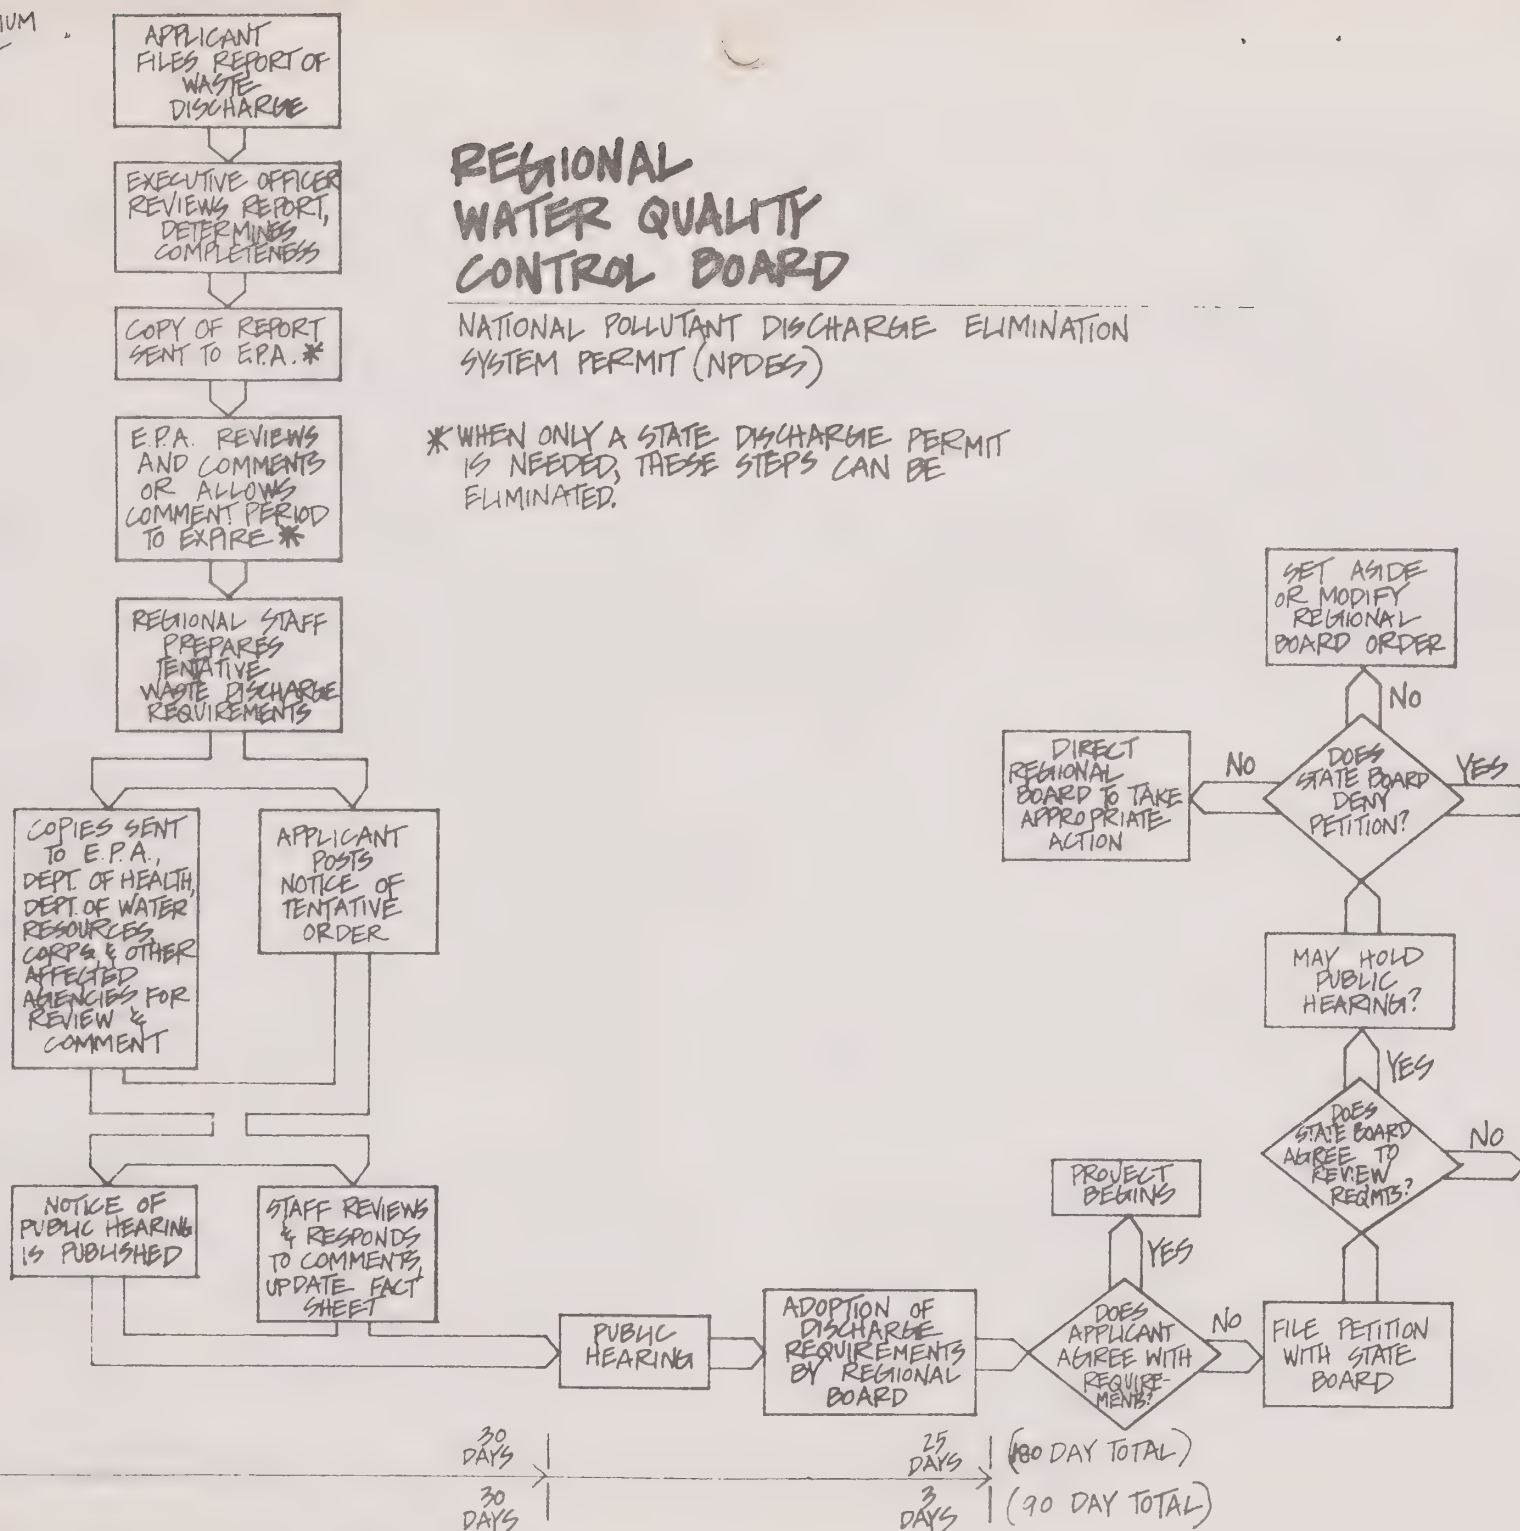 APPLICANT
FILES REPORT OF
WASTE
DISCHARGE
EXECUTIVE OFFICER
REVIEWS REPORT,
DETERMINES
COMPLETENESS
COPY OF REPORT
SENT TO E.P.A. *
E.P.A. REVIEWS
AND COMMENTS
OR ALLOWS
COMMENT PERIOD
TO EXPIRE *
REGIONAL STAFF
PREPARES
TENTATIVE
WASTE DISCHARGE
REQUIREMENTS
REGIONAL
WATER QUALITY
CONTROL BOARD
NATIONAL POLLUTANT DISCHARGE ELIMINATION
SYSTEM PERMIT (NPDES)
* WHEN ONLY A STATE DISCHARGE PERMIT
IS NEEDED, THESE STEPS CAN BE
ELIMINATED.
COPIES SENT
TO E.P.A.,
DEPT. OF HEALTH,
DEPT. OF WATER
RESOURCES,
CORPS, & OTHER
AFFECTED
AGENCIES FOR
REVIEW &
COMMENT
APPLICANT
POSTS
NOTICE OF
TENTATIVE
ORDER
NOTICE OF
PUBLIC HEARING
IS PUBLISHED
STAFF REVIEWS
& RESPONDS
TO COMMENTS,
UPDATE FACT
SHEET
PUBLIC
HEARING
ADOPTION OF
DISCHARGE
REQUIREMENTS
BY REGIONAL
BOARD
DOES
APPLICANT
AGREE WITH
REQUIRE-
MENTS?
YES
PROJECT
BEGINS
NO
FILE PETITION
WITH STATE
BOARD
DOES
STATE BOARD
AGREE TO
REVIEW
REQMTS?
NO
YES
MAY HOLD
PUBLIC
HEARING?
DOES
STATE BOARD
DENY
PETITION?
YES
NO
DIRECT
REGIONAL
BOARD TO TAKE
APPROPRIATE
ACTION
NO
SET ASIDE
OR MODIFY
REGIONAL
BOARD ORDER
30
DAYS
25
DAYS
(180 DAY TOTAL)
30
DAYS
3
DAYS
(90 DAY TOTAL)